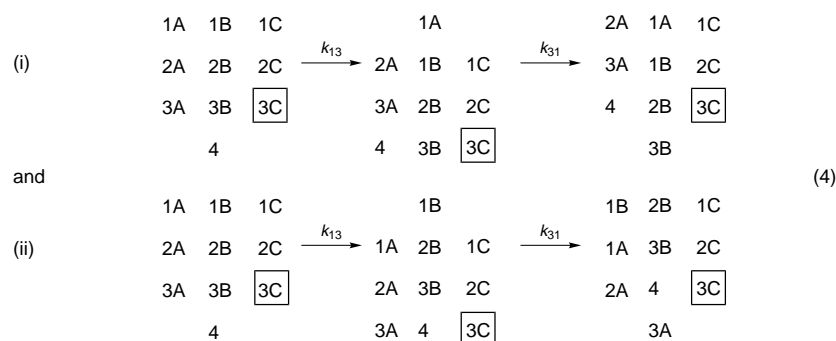 1A 1B 1C 1A 2A 1A 1C
(i) 2A 2B 2C k13 2A 1B 1C k31 3A 1B 2C
3A 3B 3C 3A 2B 2C 4 2B 3C
4 4 3B 3C 3B
and (4)
1A 1B 1C 1B 1B 2B 1C
(ii) 2A 2B 2C k13 1A 2B 1C k31 1A 3B 2C
3A 3B 3C 2A 3B 2C 2A 4 3C
4 3A 4 3C 3A